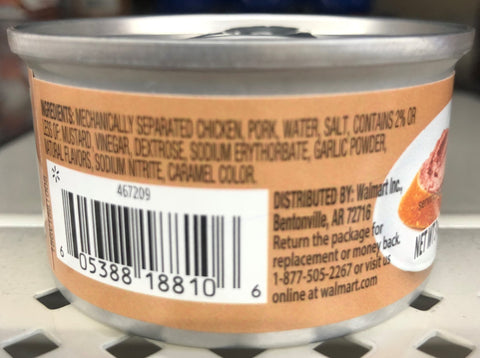 INGREDIENTS: MECHANICALLY SEPARATED CHICKEN, PORK, WATER, SALT, CONTAINS 2% OR
LESS OF: MUSTARD, VINEGAR, DEXTROSE, SODIUM ERYTHORBATE, GARLIC POWDER,
NATURAL FLAVORS, SODIUM NITRITE, CARAMEL COLOR.
467209
6 05388 18810 6
DISTRIBUTED BY: Walmart Inc.,
Bentonville, AR 72716
Return the package for
replacement or money back.
1-877-505-2267 or visit us
online at walmart.com
NET